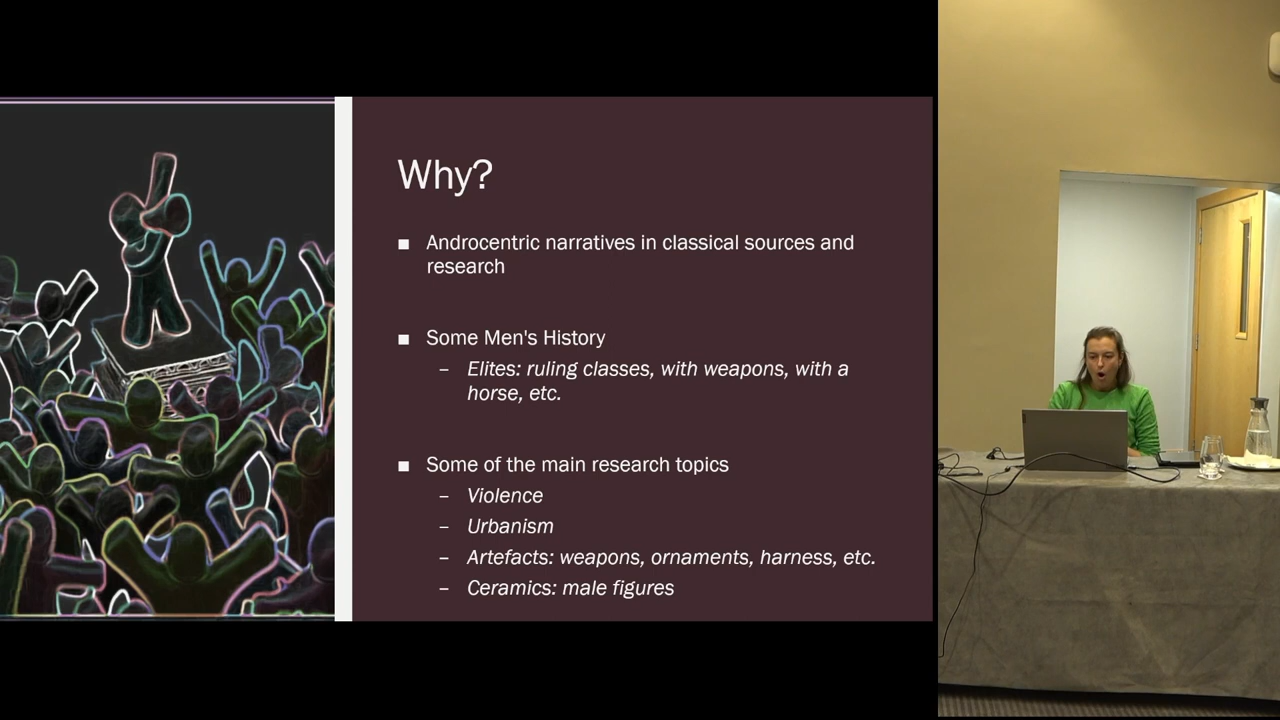 Why?
■ Androcentric narratives in classical sources and
research
■ Some Men's History
– Elites: ruling classes, with weapons, with a
horse, etc.
■ Some of the main research topics
– Violence
– Urbanism
– Artefacts: weapons, ornaments, harness, etc.
– Ceramics: male figures